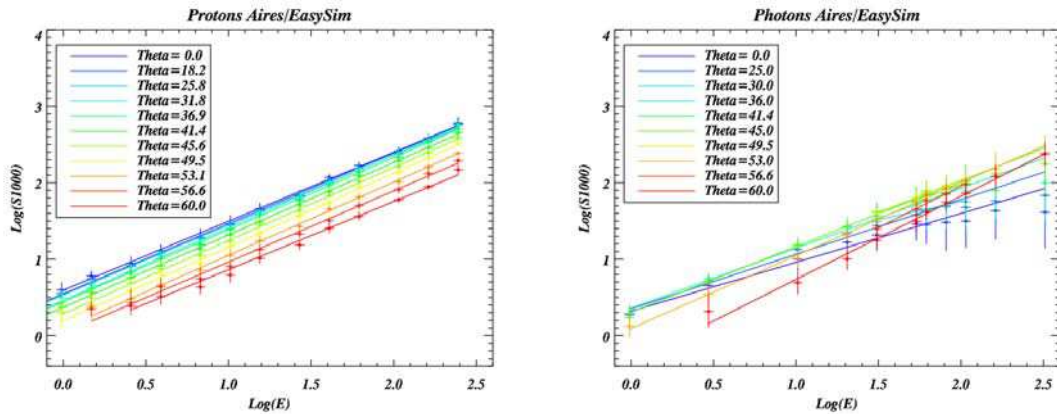 Protons Aires/EasySim
Theta= 0.0
Theta=18.2
Theta=25.8
Theta=31.8
Theta=36.9
Theta=41.4
Theta=45.6
Theta=49.5
Theta=53.1
Theta=56.6
Theta=60.0
Log(S1000)
4
3
2
1
0
0.0 0.5 1.0 1.5 2.0 2.5
Log(E)
Photons Aires/EasySim
Theta= 0.0
Theta=25.0
Theta=30.0
Theta=36.0
Theta=41.4
Theta=45.0
Theta=49.5
Theta=53.0
Theta=56.6
Theta=60.0
Log(S1000)
4
3
2
1
0
0.0 0.5 1.0 1.5 2.0 2.5
Log(E)